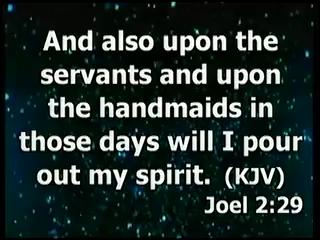 And also upon the
servants and upon
the handmaids in
those days will I pour
out my spirit. (KJV)
Joel 2:29